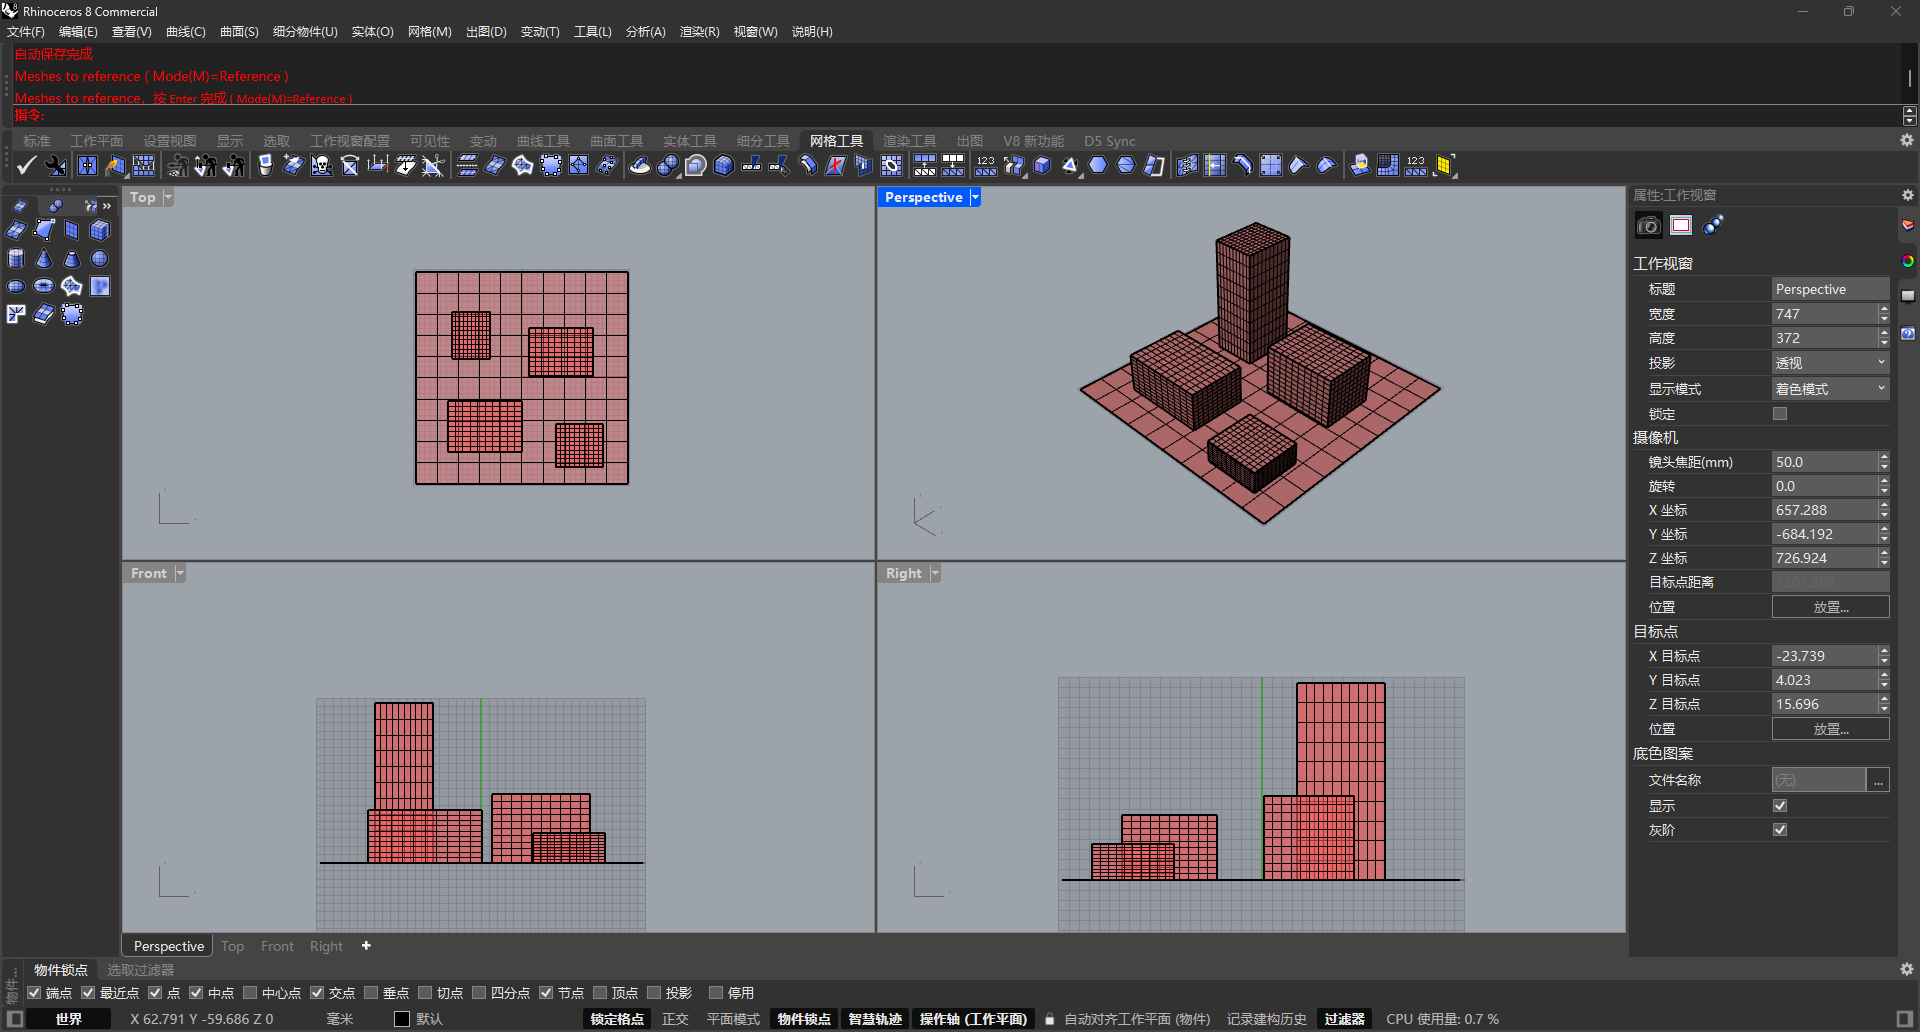 Rhinoceros 8 Commercial
文件(F) 编辑(E) 查看(V) 曲线(C) 曲面(S) 细分物件(U) 实体(O) 网格(M) 出图(D) 变动(T) 工具(L) 分析(A) 渲染(R) 视窗(W) 说明(H)
自动保存完成
Meshes to reference ( Mode(M)=Reference )
Meshes to reference，按 Enter 完成 ( Mode(M)=Reference )
指令:
标准 工作平面 设置视图 显示 选取 工作视窗配置 可见性 变动 曲线工具 曲面工具 实体工具 细分工具 网格工具 渲染工具 出图 V8 新功能 D5 Sync
123 123
Top
Perspective
属性:工作视窗
工作视窗
标题 Perspective
宽度 747
高度 372
投影 透视
显示模式 着色模式
锁定
摄像机
镜头焦距(mm) 50.0
旋转 0.0
X 坐标 657.288
Y 坐标 -684.192
Z 坐标 726.924
目标点距离 1201.368
位置 放置...
目标点
X 目标点 -23.739
Y 目标点 4.023
Z 目标点 15.696
位置 放置...
底色图案
文件名称 (无) ...
显示
灰阶
Front
Right
Perspective Top Front Right
物件锁点 选取过滤器
物件
端点 最近点 点 中点 中心点 交点 垂点 切点 四分点 节点 顶点 投影 停用
世界 X 62.791 Y -59.686 Z 0 毫米 默认 锁定格点 正交 平面模式 物件锁点 智慧轨迹 操作轴 (工作平面) 自动对齐工作平面 (物件) 记录建构历史 过滤器 CPU 使用量: 0.7 %